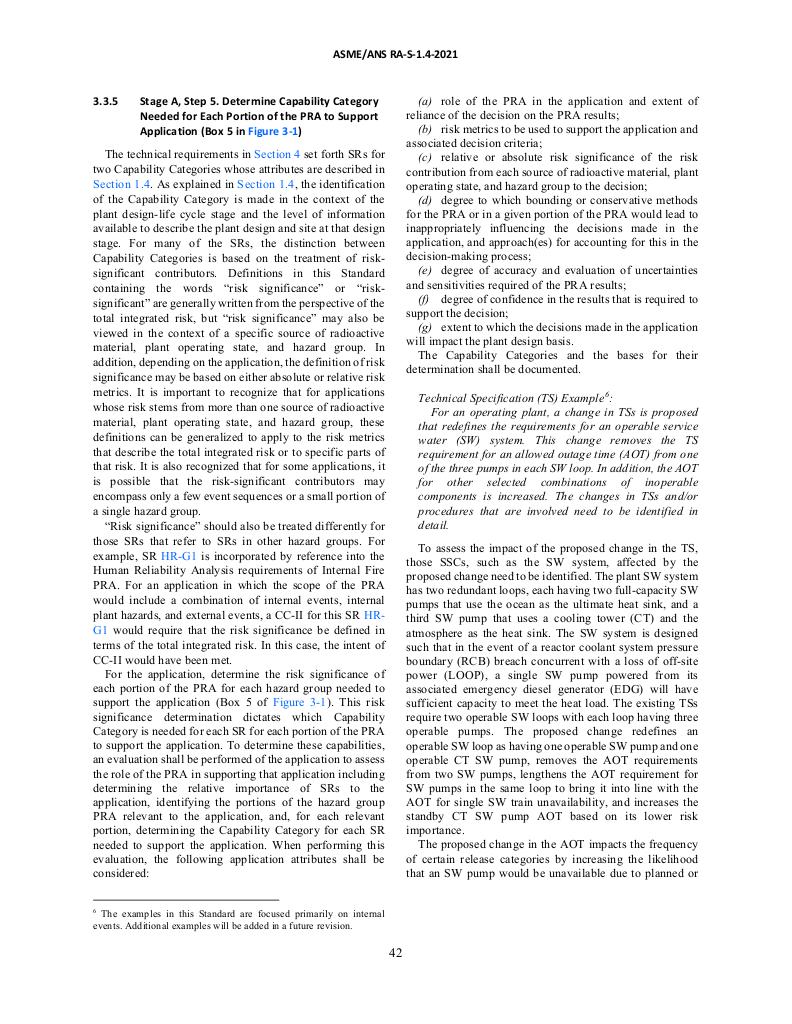 ASME/ANS RA-S-1.4-2021
3.3.5 Stage A, Step 5. Determine Capability Category
Needed for Each Portion of the PRA to Support
Application (Box 5 in Figure 3-1)
The technical requirements in Section 4 set forth SRs for
two Capability Categories whose attributes are described in
Section 1.4. As explained in Section 1.4, the identification
of the Capability Category is made in the context of the
plant design-life cycle stage and the level of information
available to describe the plant design and site at that design
stage. For many of the SRs, the distinction between
Capability Categories is based on the treatment of risk-
significant contributors. Definitions in this Standard
containing the words “risk significance” or “risk-
significant” are generally written from the perspective of the
total integrated risk, but “risk significance” may also be
viewed in the context of a specific source of radioactive
material, plant operating state, and hazard group. In
addition, depending on the application, the definition of risk
significance may be based on either absolute or relative risk
metrics. It is important to recognize that for applications
whose risk stems from more than one source of radioactive
material, plant operating state, and hazard group, these
definitions can be generalized to apply to the risk metrics
that describe the total integrated risk or to specific parts of
that risk. It is also recognized that for some applications, it
is possible that the risk-significant contributors may
encompass only a few event sequences or a small portion of
a single hazard group.
“Risk significance” should also be treated differently for
those SRs that refer to SRs in other hazard groups. For
example, SR HR-G1 is incorporated by reference into the
Human Reliability Analysis requirements of Internal Fire
PRA. For an application in which the scope of the PRA
would include a combination of internal events, internal
plant hazards, and external events, a CC-II for this SR HR-
G1 would require that the risk significance be defined in
terms of the total integrated risk. In this case, the intent of
CC-II would have been met.
For the application, determine the risk significance of
each portion of the PRA for each hazard group needed to
support the application (Box 5 of Figure 3-1). This risk
significance determination dictates which Capability
Category is needed for each SR for each portion of the PRA
to support the application. To determine these capabilities,
an evaluation shall be performed of the application to assess
the role of the PRA in supporting that application including
determining the relative importance of SRs to the
application, identifying the portions of the hazard group
PRA relevant to the application, and, for each relevant
portion, determining the Capability Category for each SR
needed to support the application. When performing this
evaluation, the following application attributes shall be
considered:
(a) role of the PRA in the application and extent of
reliance of the decision on the PRA results;
(b) risk metrics to be used to support the application and
associated decision criteria;
(c) relative or absolute risk significance of the risk
contribution from each source of radioactive material, plant
operating state, and hazard group to the decision;
(d) degree to which bounding or conservative methods
for the PRA or in a given portion of the PRA would lead to
inappropriately influencing the decisions made in the
application, and approach(es) for accounting for this in the
decision-making process;
(e) degree of accuracy and evaluation of uncertainties
and sensitivities required of the PRA results;
(f) degree of confidence in the results that is required to
support the decision;
(g) extent to which the decisions made in the application
will impact the plant design basis.
The Capability Categories and the bases for their
determination shall be documented.
Technical Specification (TS) Example6:
For an operating plant, a change in TSs is proposed
that redefines the requirements for an operable service
water (SW) system. This change removes the TS
requirement for an allowed outage time (AOT) from one
of the three pumps in each SW loop. In addition, the AOT
for other selected combinations of inoperable
components is increased. The changes in TSs and/or
procedures that are involved need to be identified in
detail.
To assess the impact of the proposed change in the TS,
those SSCs, such as the SW system, affected by the
proposed change need to be identified. The plant SW system
has two redundant loops, each having two full-capacity SW
pumps that use the ocean as the ultimate heat sink, and a
third SW pump that uses a cooling tower (CT) and the
atmosphere as the heat sink. The SW system is designed
such that in the event of a reactor coolant system pressure
boundary (RCB) breach concurrent with a loss of off-site
power (LOOP), a single SW pump powered from its
associated emergency diesel generator (EDG) will have
sufficient capacity to meet the heat load. The existing TSs
require two operable SW loops with each loop having three
operable pumps. The proposed change redefines an
operable SW loop as having one operable SW pump and one
operable CT SW pump, removes the AOT requirements
from two SW pumps, lengthens the AOT requirement for
SW pumps in the same loop to bring it into line with the
AOT for single SW train unavailability, and increases the
standby CT SW pump AOT based on its lower risk
importance.
The proposed change in the AOT impacts the frequency
of certain release categories by increasing the likelihood
that an SW pump would be unavailable due to planned or
6 The examples in this Standard are focused primarily on internal
events. Additional examples will be added in a future revision.
42